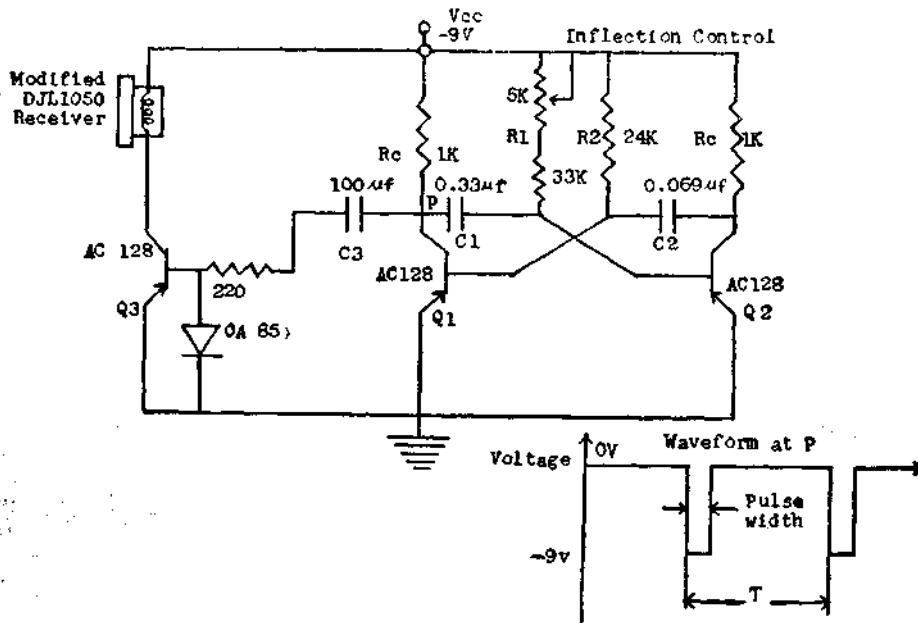 Vcc
-9V
Inflection Control
Modified
DJL1050
Receiver
5K
R1
R2
24K
Rc
1K
Rc
1K
33K
100µf
0.33µf
0.069µf
P
C3
C1
C2
AC 128
220
AC128
AC128
Q3
OA 85
Q1
Q2
Voltage
0V
Waveform at P
Pulse
width
-9v
T